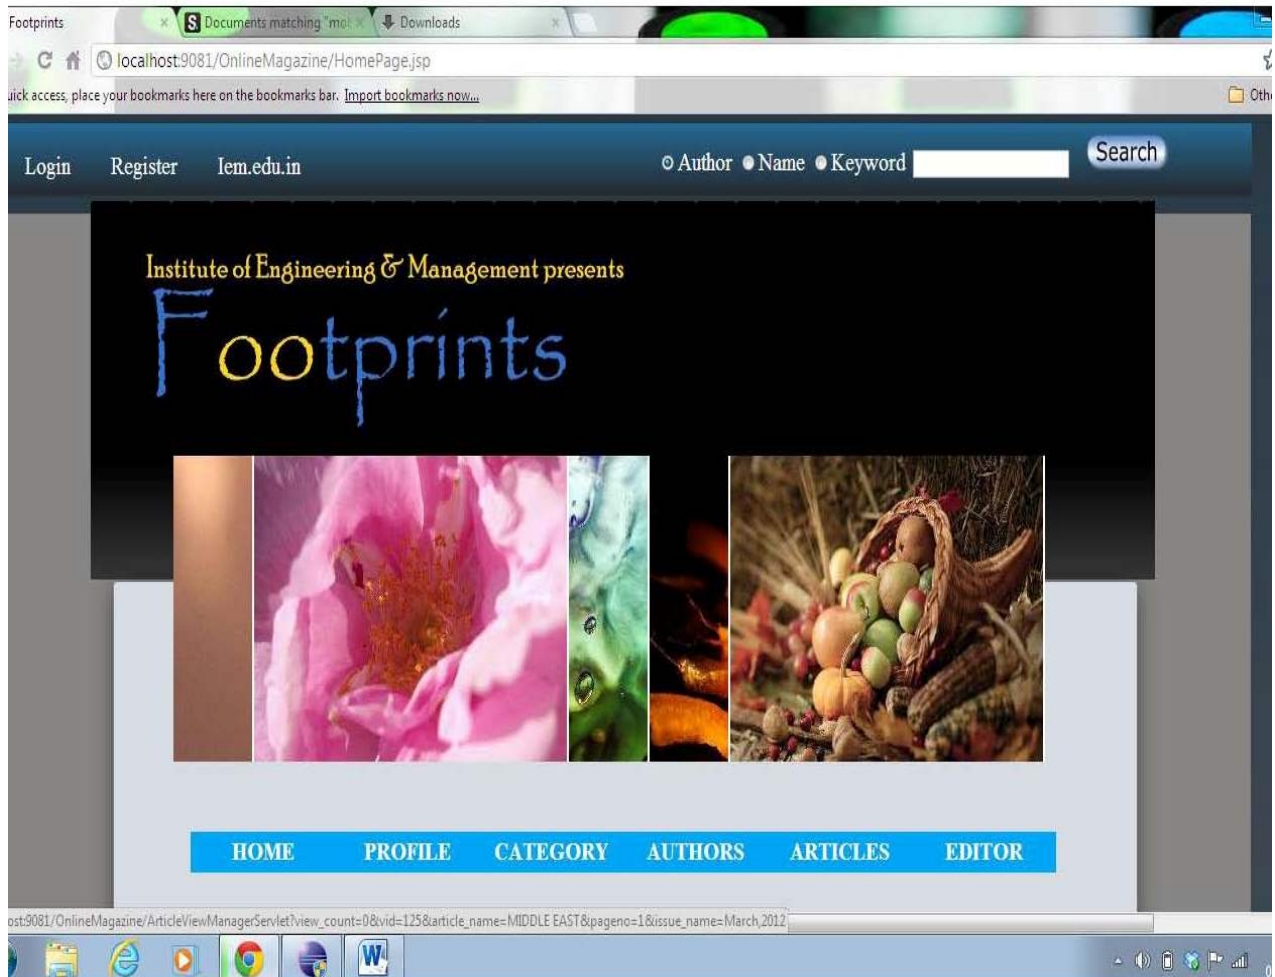 Footprints
Documents matching "mob
Downloads
localhost:9081/OnlineMagazine/HomePage.jsp
uick access, place your bookmarks here on the bookmarks bar. Import bookmarks now...
Othe
Login Register Iem.edu.in Author Name Keyword Search
Institute of Engineering & Management presents
Footprints
HOME PROFILE CATEGORY AUTHORS ARTICLES EDITOR
ost:9081/OnlineMagazine/ArticleViewManagerServlet?view_count=0&vid=125&article_name=MIDDLE EAST&pageno=1&issue_name=March,2012